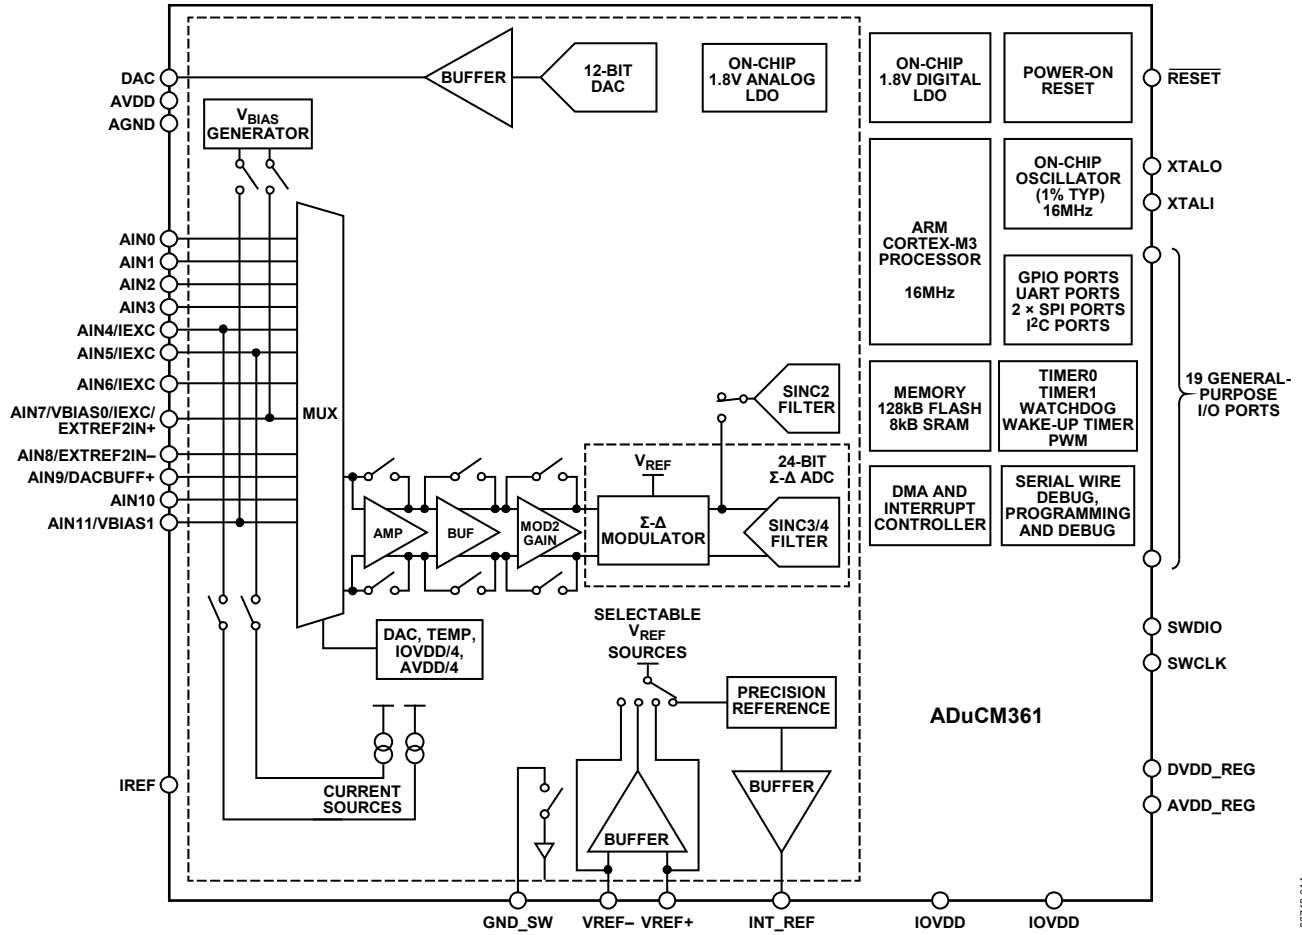 DAC
AVDD
AGND
VBIAS
GENERATOR
BUFFER
12-BIT
DAC
ON-CHIP
1.8V ANALOG
LDO
ON-CHIP
1.8V DIGITAL
LDO
POWER-ON
RESET
RESET
ARM
CORTEX-M3
PROCESSOR
16MHz
ON-CHIP
OSCILLATOR
(1% TYP)
16MHz
XTALO
XTALI
AIN0
AIN1
AIN2
AIN3
AIN4/IEXC
AIN5/IEXC
AIN6/IEXC
AIN7/VBIAS0/IEXC/
EXTREF2IN+
AIN8/EXTREF2IN–
AIN9/DACBUFF+
AIN10
AIN11/VBIAS1
MUX
GPIO PORTS
UART PORTS
2 × SPI PORTS
I2C PORTS
MEMORY
128kB FLASH
8kB SRAM
TIMER0
TIMER1
WATCHDOG
WAKE-UP TIMER
PWM
19 GENERAL-
PURPOSE
I/O PORTS
SINC2
FILTER
VREF
24-BIT
Σ-Δ ADC
AMP
BUF
MOD2
GAIN
Σ-Δ
MODULATOR
SINC3/4
FILTER
DMA AND
INTERRUPT
CONTROLLER
SERIAL WIRE
DEBUG,
PROGRAMMING
AND DEBUG
DAC, TEMP,
IOVDD/4,
AVDD/4
SELECTABLE
VREF
SOURCES
PRECISION
REFERENCE
SWDIO
SWCLK
ADuCM361
IREF
CURRENT
SOURCES
BUFFER
BUFFER
DVDD_REG
AVDD_REG
GND_SW
VREF–
VREF+
INT_REF
IOVDD
IOVDD